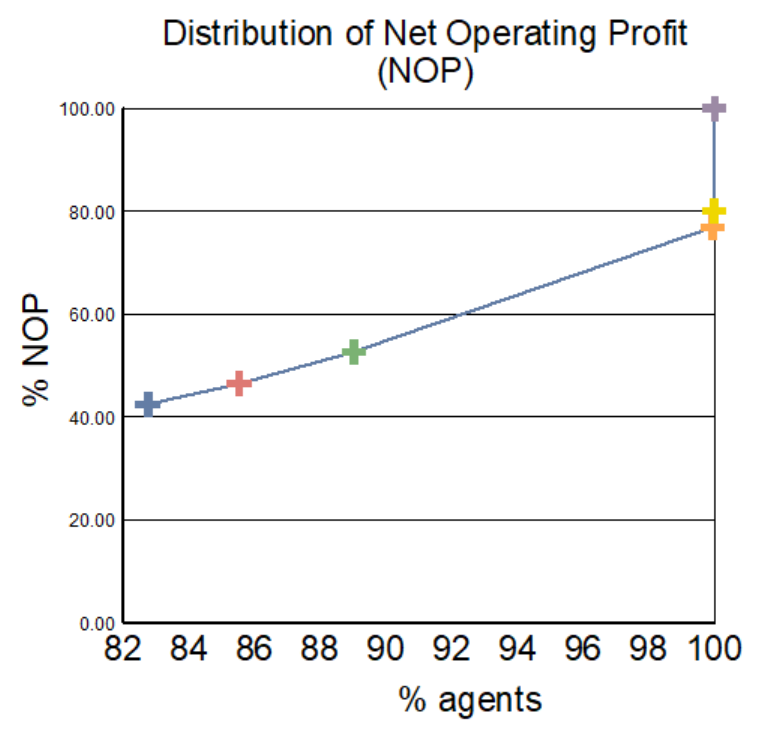 Distribution of Net Operating Profit
(NOP)
100.00
80.00
60.00
40.00
20.00
0.00
% NOP
82 84 86 88 90 92 94 96 98 100
% agents